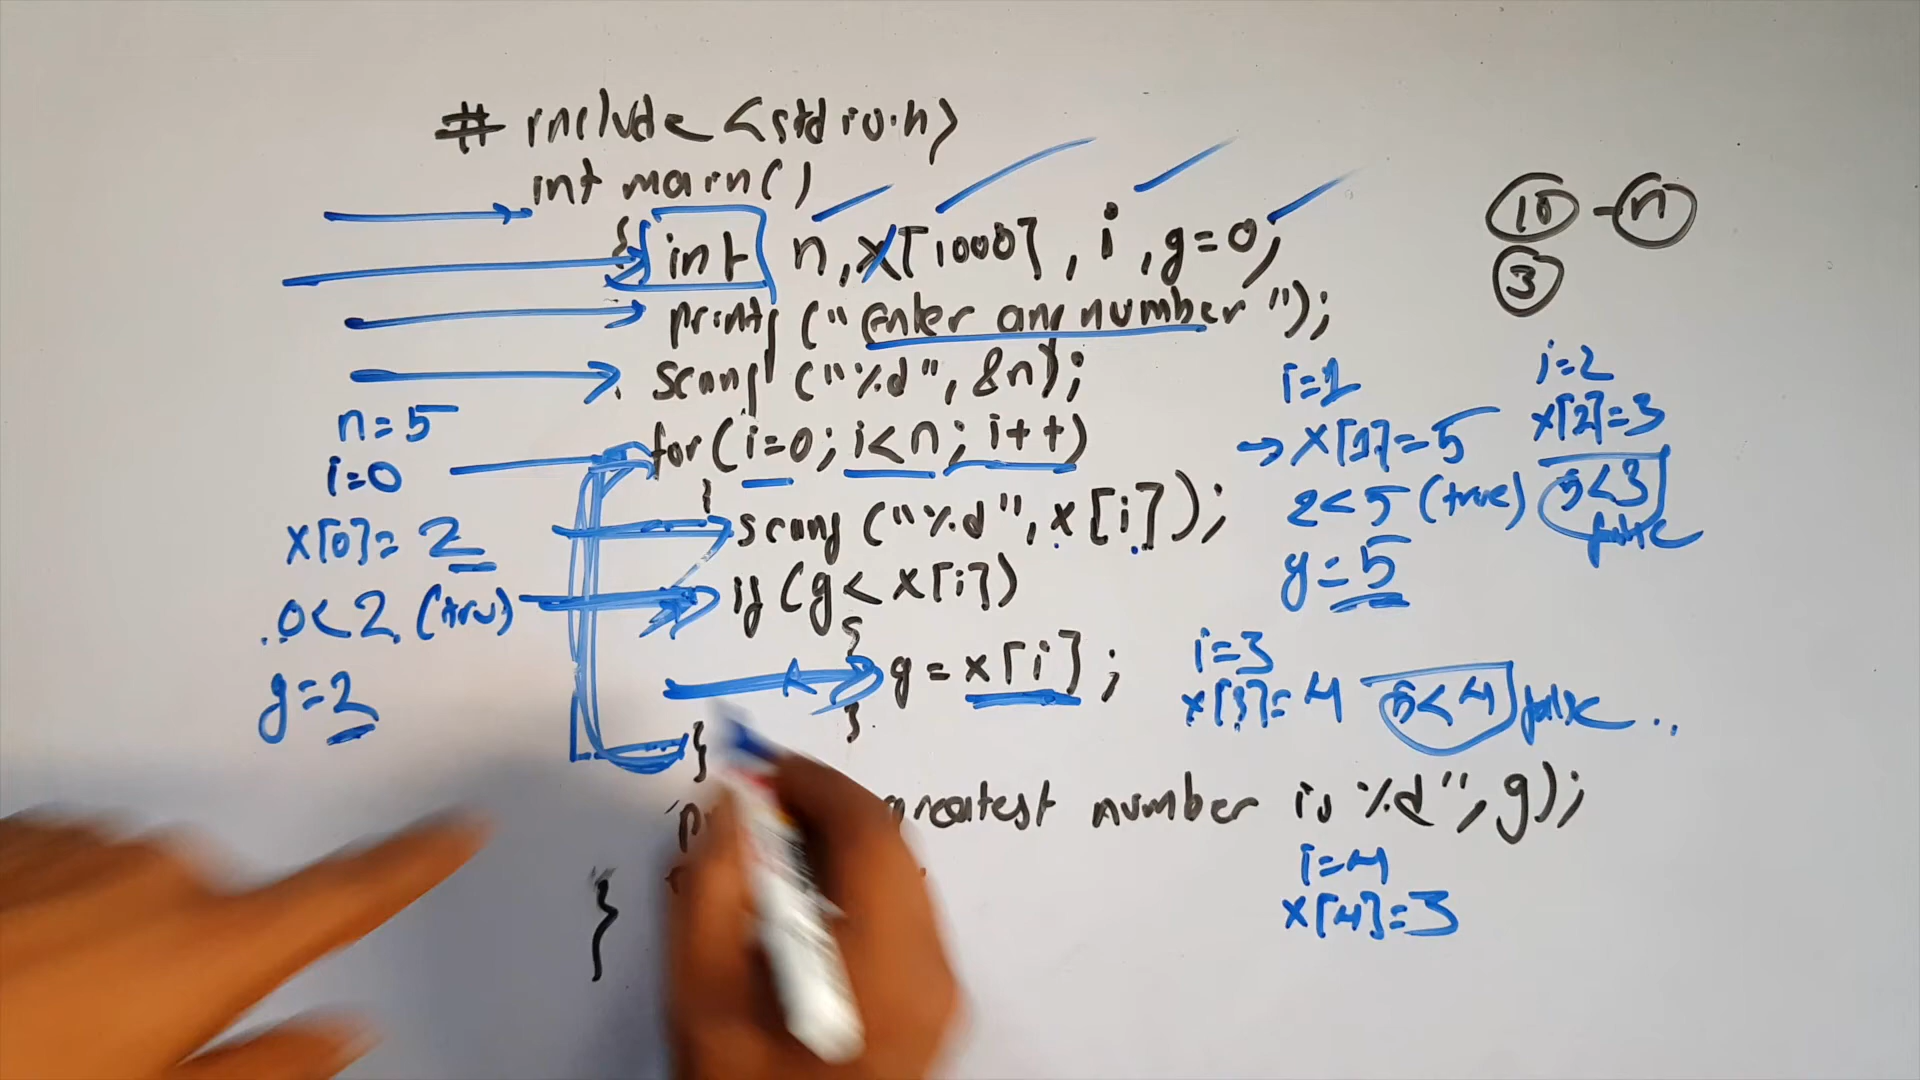 # include <stdio.h>
int main()
{ int n, x[1000], i, g=0;
printf ("Enter any number");
scanf ("%d", &n);
for (i=0; i<n; i++)
{
scanf ("%d", x[i]);
if (g < x[i])
{
g = x[i];
}
}
greatest number is %d", g);
}
n=5
i=0
x[0]=2
0<2 (true)
g=2
10 - n
3
i=1
x[1]=5
2<5 (true)
g=5
i=2
x[2]=3
5<3
false
i=3
x[3]=4 5<4 false
i=4
x[4]=3